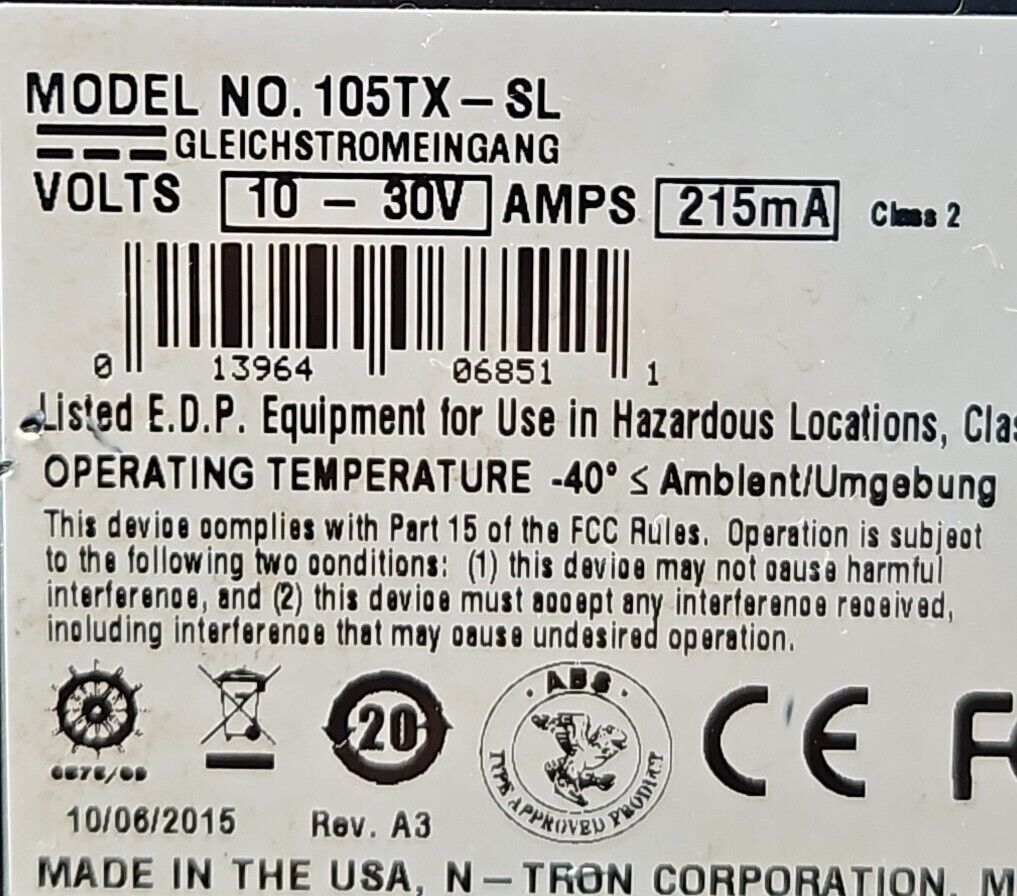 MODEL NO. 105TX – SL
GLEICHSTROMEINGANG
VOLTS 10 – 30V AMPS 215mA Class 2
0 13964 06851 1
Listed E.D.P. Equipment for Use in Hazardous Locations,
OPERATING TEMPERATURE -40° ≤ Ambient/Umgebung
This device complies with Part 15 of the FCC Rules. Operation is subject
to the following two conditions: (1) this device may not cause harmful
interference, and (2) this device must accept any interference received,
including interference that may cause undesired operation.
20
ABS
TYPE APPROVED PRODUCT
CE
10/06/2015 Rev. A3
MADE IN THE USA, N – TRON CORPORATION,